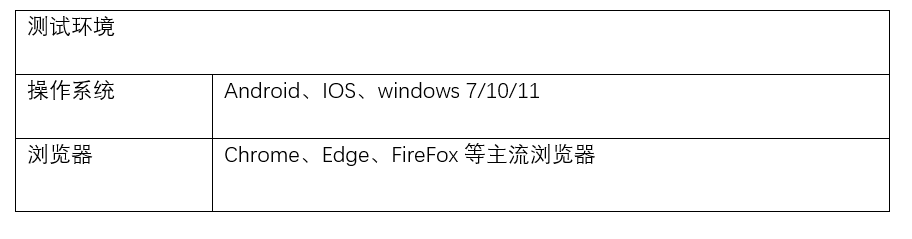 测试环境
操作系统 Android、IOS、windows 7/10/11
浏览器 Chrome、Edge、FireFox 等主流浏览器